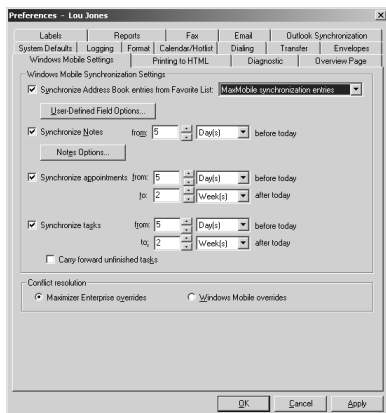 Preferences - Lou Jones
Labels Reports Fax Email Outlook Synchronization
System Defaults Logging Format Calendar/Hotlist Dialing Transfer Envelopes
Windows Mobile Settings Printing to HTML Diagnostic Overview Page
Windows Mobile Synchronization Settings
Synchronize Address Book entries from Favorite List: MaxMobile synchronization entries
User-Defined Field Options...
Synchronize Notes from: 5 Day(s) before today
Notes Options...
Synchronize appointments from: 5 Day(s) before today
to: 2 Week(s) after today
Synchronize tasks from: 5 Day(s) before today
to: 2 Week(s) after today
Carry forward unfinished tasks
Conflict resolution
Maximizer Enterprise overrides Windows Mobile overrides
OK Cancel Apply